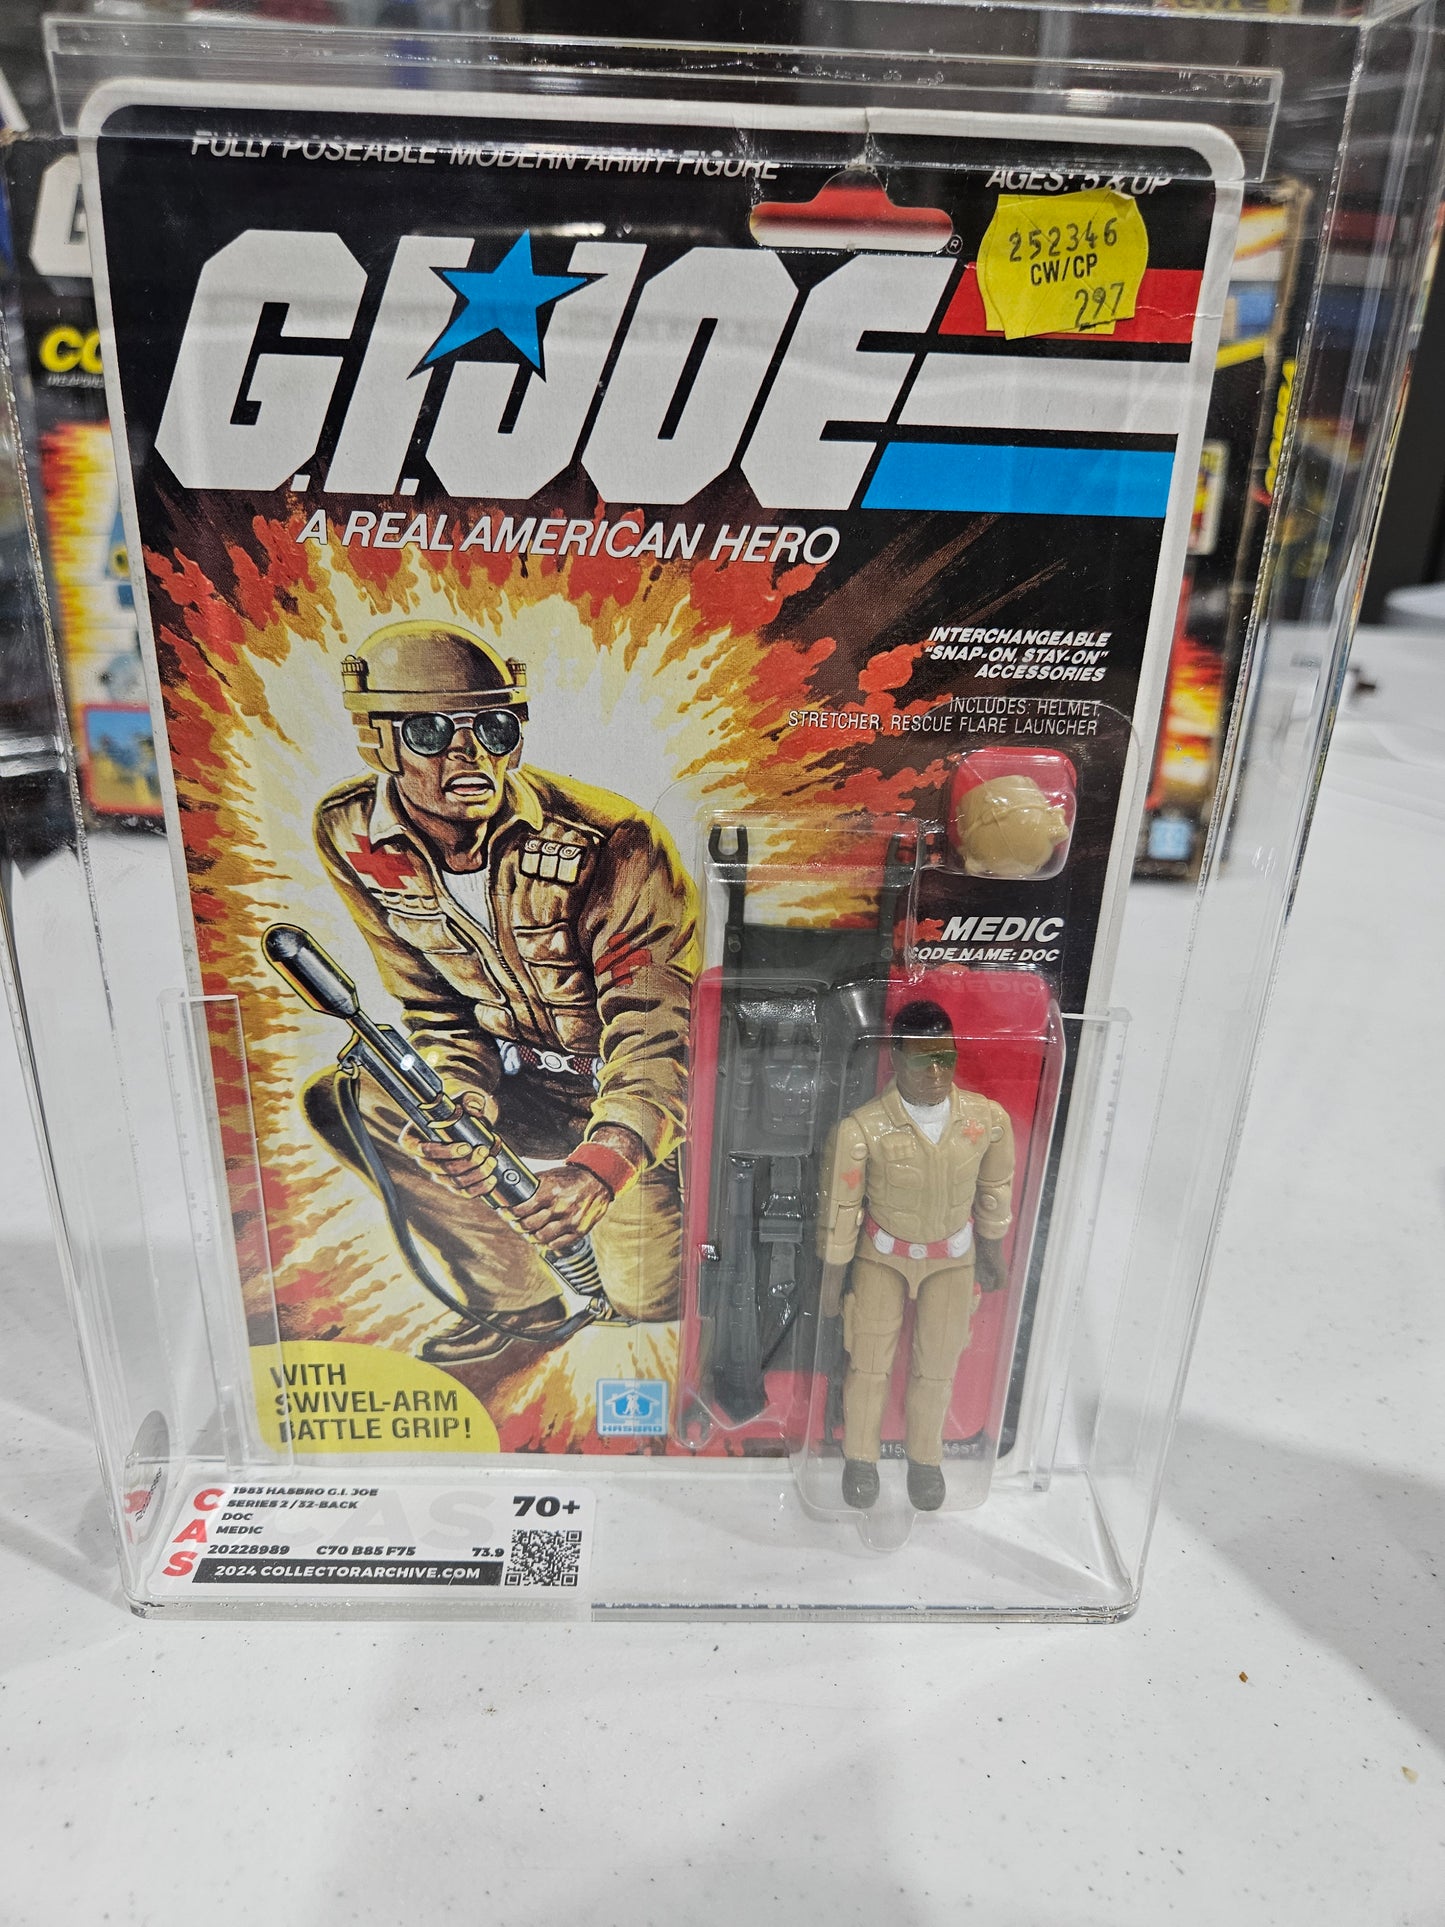 FULLY POSEABLE MODERN ARMY FIGURE
AGES: 5 & UP
252346
CW/CP
297
G.I. JOE
®
A REAL AMERICAN HERO
INTERCHANGEABLE
"SNAP-ON, STAY-ON"
ACCESSORIES
INCLUDES: HELMET,
STRETCHER, RESCUE FLARE LAUNCHER
MEDIC
CODE NAME: DOC
WITH
SWIVEL-ARM
BATTLE GRIP!
HASBRO
ASST.
CAS
1983 HASBRO G.I. JOE
SERIES 2 / 32-BACK
DOC
MEDIC
70+
20228989 C70 B85 F75 73.9
2024 COLLECTORARCHIVE.COM